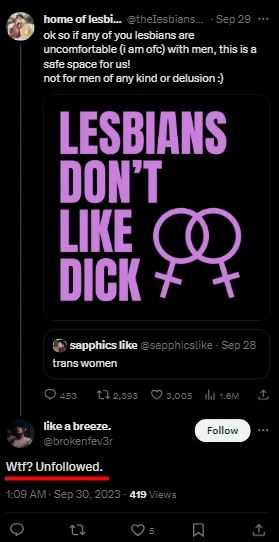 home of lesbi... @thelesbians... · Sep 29
ok so if any of you lesbians are
uncomfortable (i am ofc) with men, this is a
safe space for us!
not for men of any kind or delusion :)
LESBIANS
DON'T
LIKE
DICK
sapphics like @sapphicslike · Sep 28
trans women
453 2,393 3,005 1.6M
like a breeze.
@brokenfev3r
Follow
Wtf? Unfollowed.
1:09 AM · Sep 30, 2023 · 419 Views
5